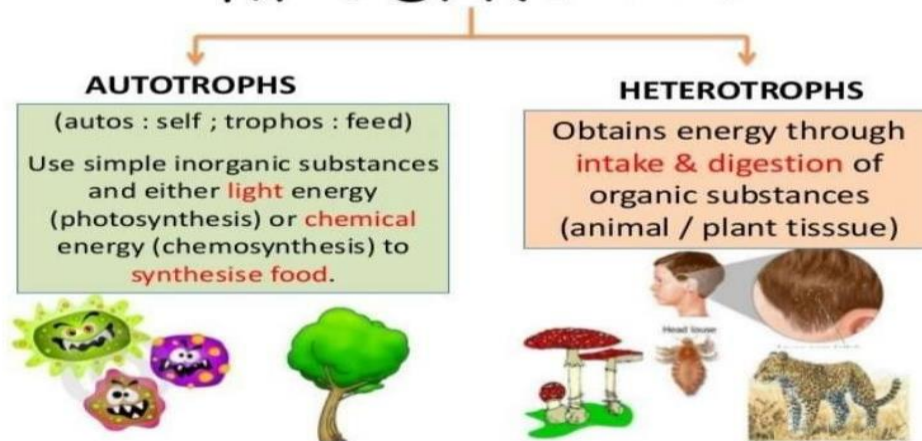 AUTOTROPHS
(autos : self ; trophos : feed)
Use simple inorganic substances
and either light energy
(photosynthesis) or chemical
energy (chemosynthesis) to
synthesise food.
HETEROTROPHS
Obtains energy through
intake & digestion of
organic substances
(animal / plant tisssue)
Head louse